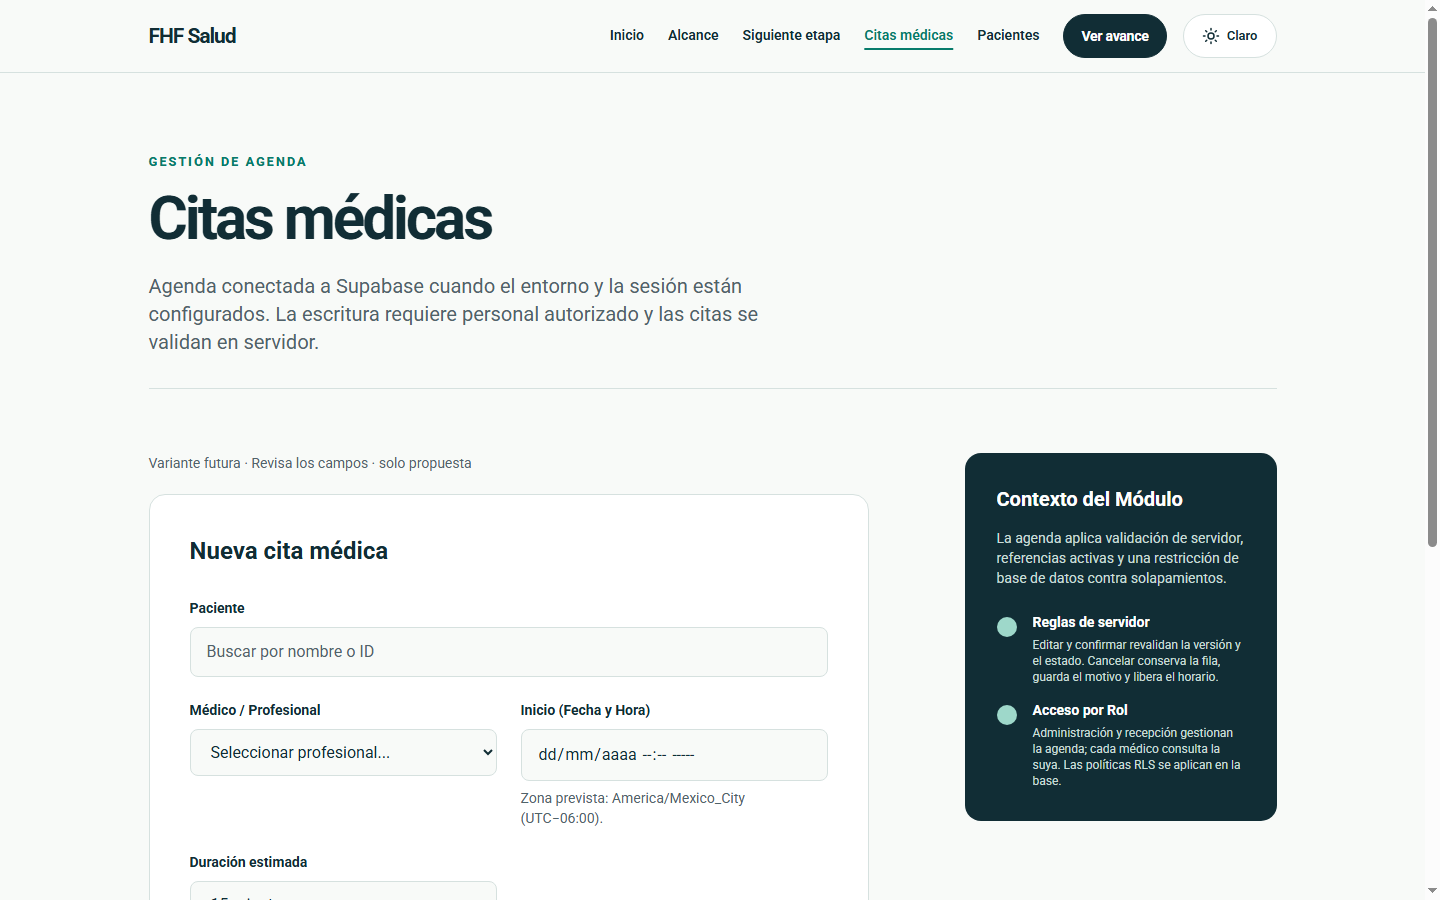 FHF Salud
Inicio
Alcance
Siguiente etapa
Citas médicas
Pacientes
Ver avance
Claro
GESTIÓN DE AGENDA
Citas médicas
Agenda conectada a Supabase cuando el entorno y la sesión están
configurados. La escritura requiere personal autorizado y las citas se
validan en servidor.
Variante futura · Revisa los campos · solo propuesta
Nueva cita médica
Paciente
Buscar por nombre o ID
Médico / Profesional
Seleccionar profesional...
Inicio (Fecha y Hora)
dd/mm/aaaa --:-- -----
Zona prevista: America/Mexico_City
(UTC−06:00).
Duración estimada
Contexto del Módulo
La agenda aplica validación de servidor,
referencias activas y una restricción de
base de datos contra solapamientos.
Reglas de servidor
Editar y confirmar revalidan la versión y
el estado. Cancelar conserva la fila,
guarda el motivo y libera el horario.
Acceso por Rol
Administración y recepción gestionan
la agenda; cada médico consulta la
suya. Las políticas RLS se aplican en la
base.